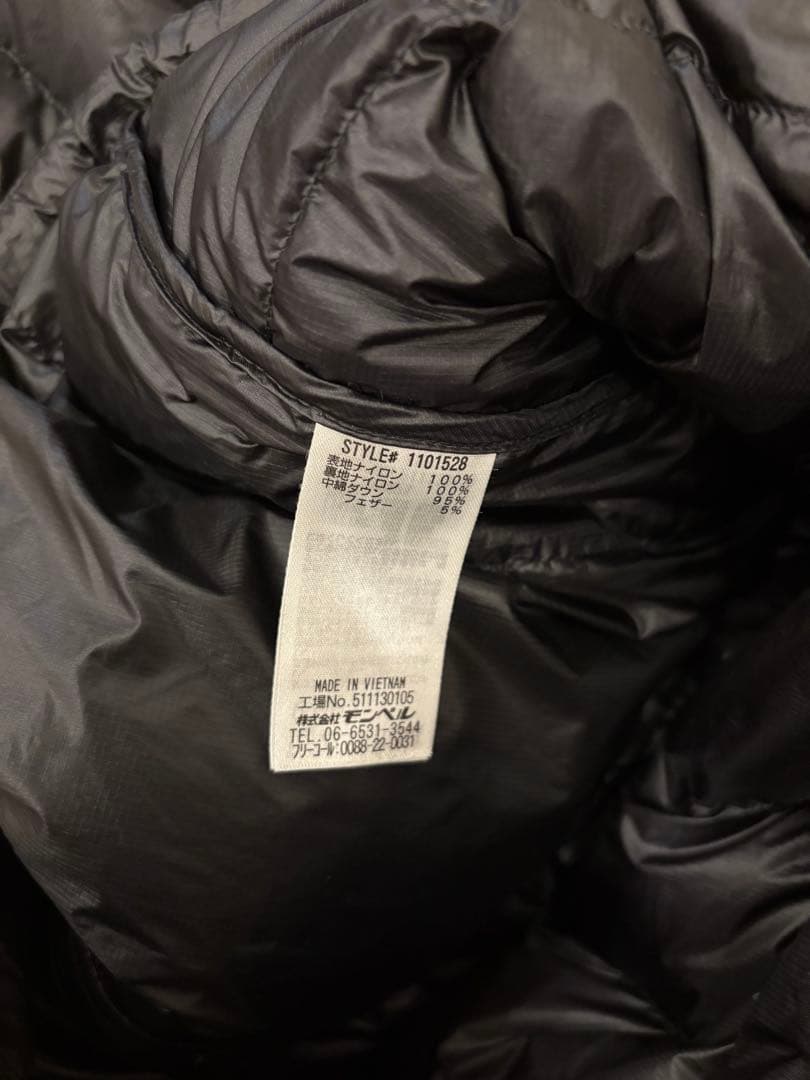 STYLE# 1101528
表地ナイロン 100%
裏地ナイロン 100%
中綿ダウン 95%
フェザー 5%
MADE IN VIETNAM
工場No.511130105
株式会社 モンベル
TEL.06-6531-3544
フリーコール:0088-22-0031